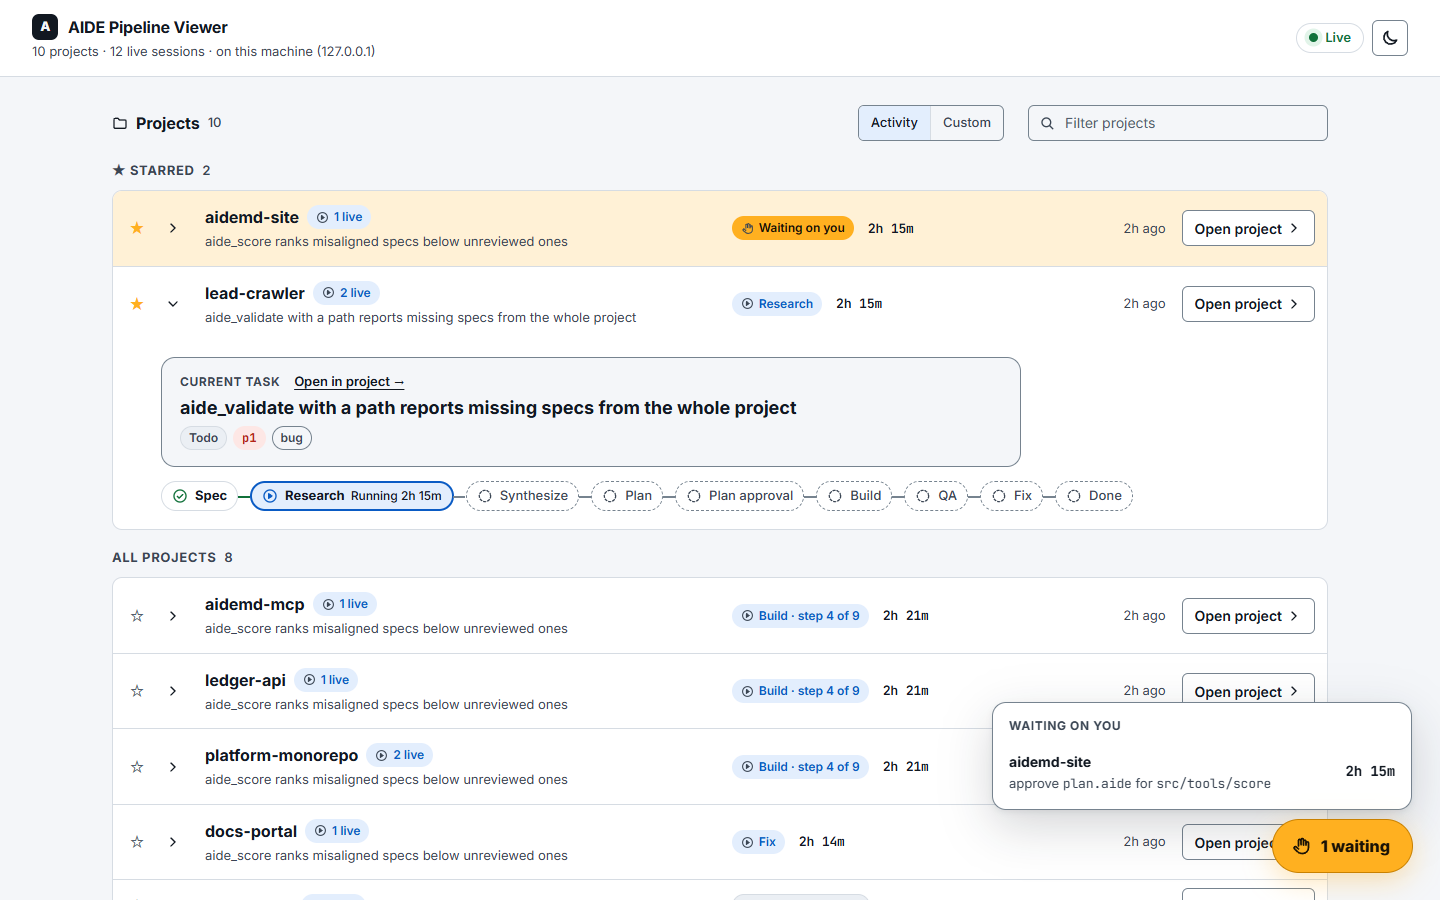 A AIDE Pipeline Viewer
10 projects · 12 live sessions · on this machine (127.0.0.1)
Live
Projects 10
Activity Custom
Filter projects
★ STARRED 2
aidemd-site 1 live
aide_score ranks misaligned specs below unreviewed ones
Waiting on you 2h 15m
2h ago
Open project
lead-crawler 2 live
aide_validate with a path reports missing specs from the whole project
Research 2h 15m
2h ago
Open project
CURRENT TASK Open in project →
aide_validate with a path reports missing specs from the whole project
Todo p1 bug
Spec Research Running 2h 15m Synthesize Plan Plan approval Build QA Fix Done
ALL PROJECTS 8
aidemd-mcp 1 live
aide_score ranks misaligned specs below unreviewed ones
Build · step 4 of 9 2h 21m
2h ago
Open project
ledger-api 1 live
aide_score ranks misaligned specs below unreviewed ones
Build · step 4 of 9 2h 21m
2h ago
Open project
platform-monorepo 2 live
aide_score ranks misaligned specs below unreviewed ones
Build · step 4 of 9 2h 21m
docs-portal 1 live
aide_score ranks misaligned specs below unreviewed ones
Fix 2h 14m
2h ago
Open projec
WAITING ON YOU
aidemd-site
approve plan.aide for src/tools/score
2h 15m
1 waiting